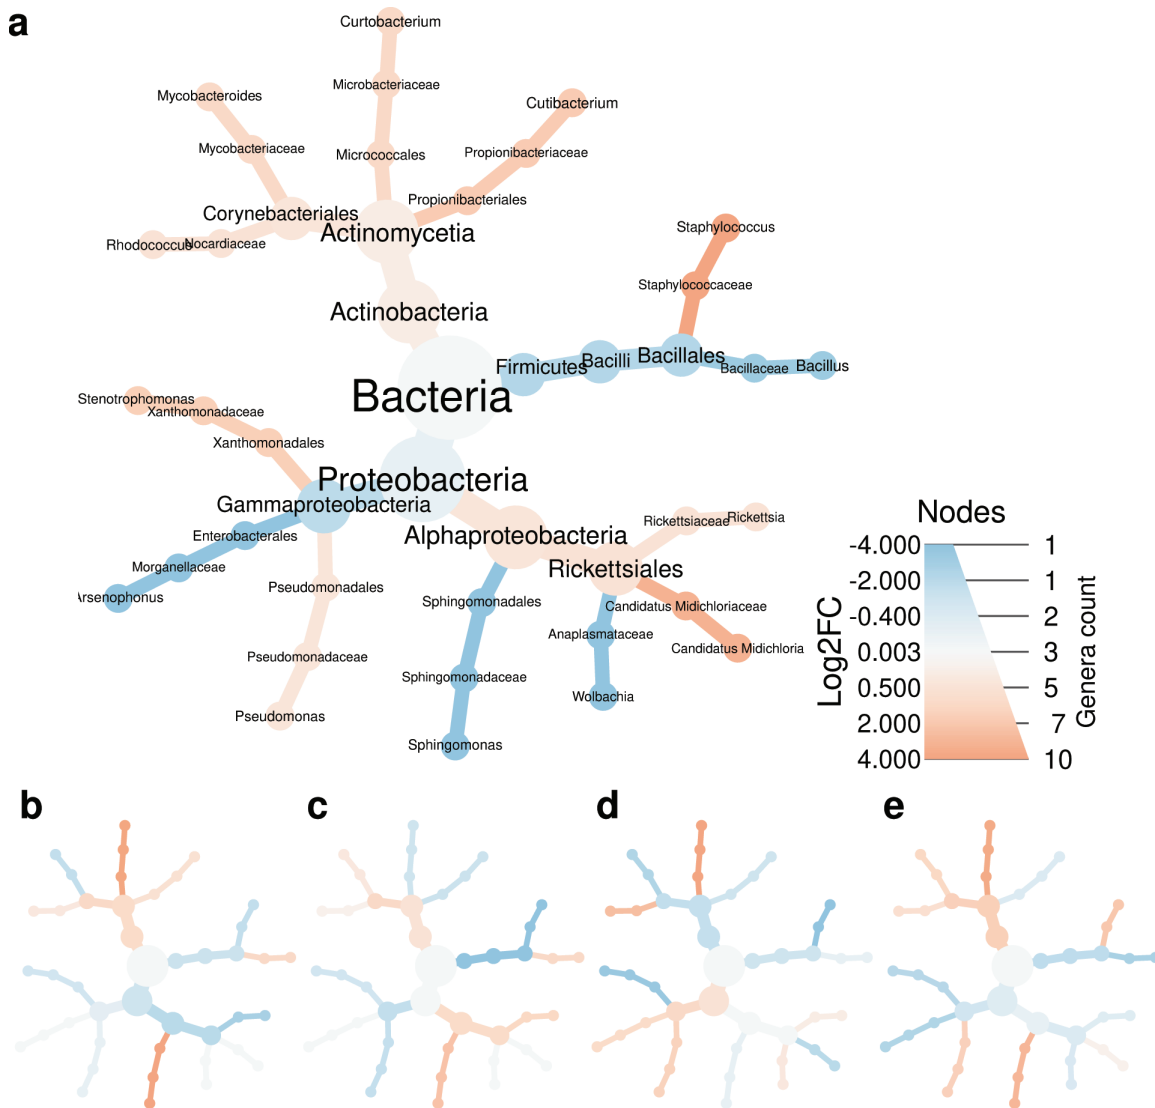 a
Curtobacterium
Microbacteriaceae
Mycobacteroides
Cutibacterium
Mycobacteriaceae
Micrococcales
Propionibacteriaceae
Propionibacteriales
Corynebacteriales
Rhodococcus
Nocardiaceae
Actinomycetia
Staphylococcus
Staphylococcaceae
Actinobacteria
Firmicutes
Bacilli
Bacillales
Bacillaceae
Bacillus
Bacteria
Stenotrophomonas
Xanthomonadaceae
Xanthomonadales
Proteobacteria
Gammaproteobacteria
Enterobacterales
Alphaproteobacteria
Rickettsiaceae
Rickettsia
Morganellaceae
Rickettsiales
Arsenophonus
Pseudomonadales
Sphingomonadales
Candidatus Midichloriaceae
Anaplasmataceae
Candidatus Midichloria
Pseudomonadaceae
Sphingomonadaceae
Wolbachia
Pseudomonas
Sphingomonas
Nodes
-4.000 1
-2.000 1
-0.400 2
0.003 3
0.500 5
2.000 7
4.000 10
Log2FC
Genera count
b
c
d
e